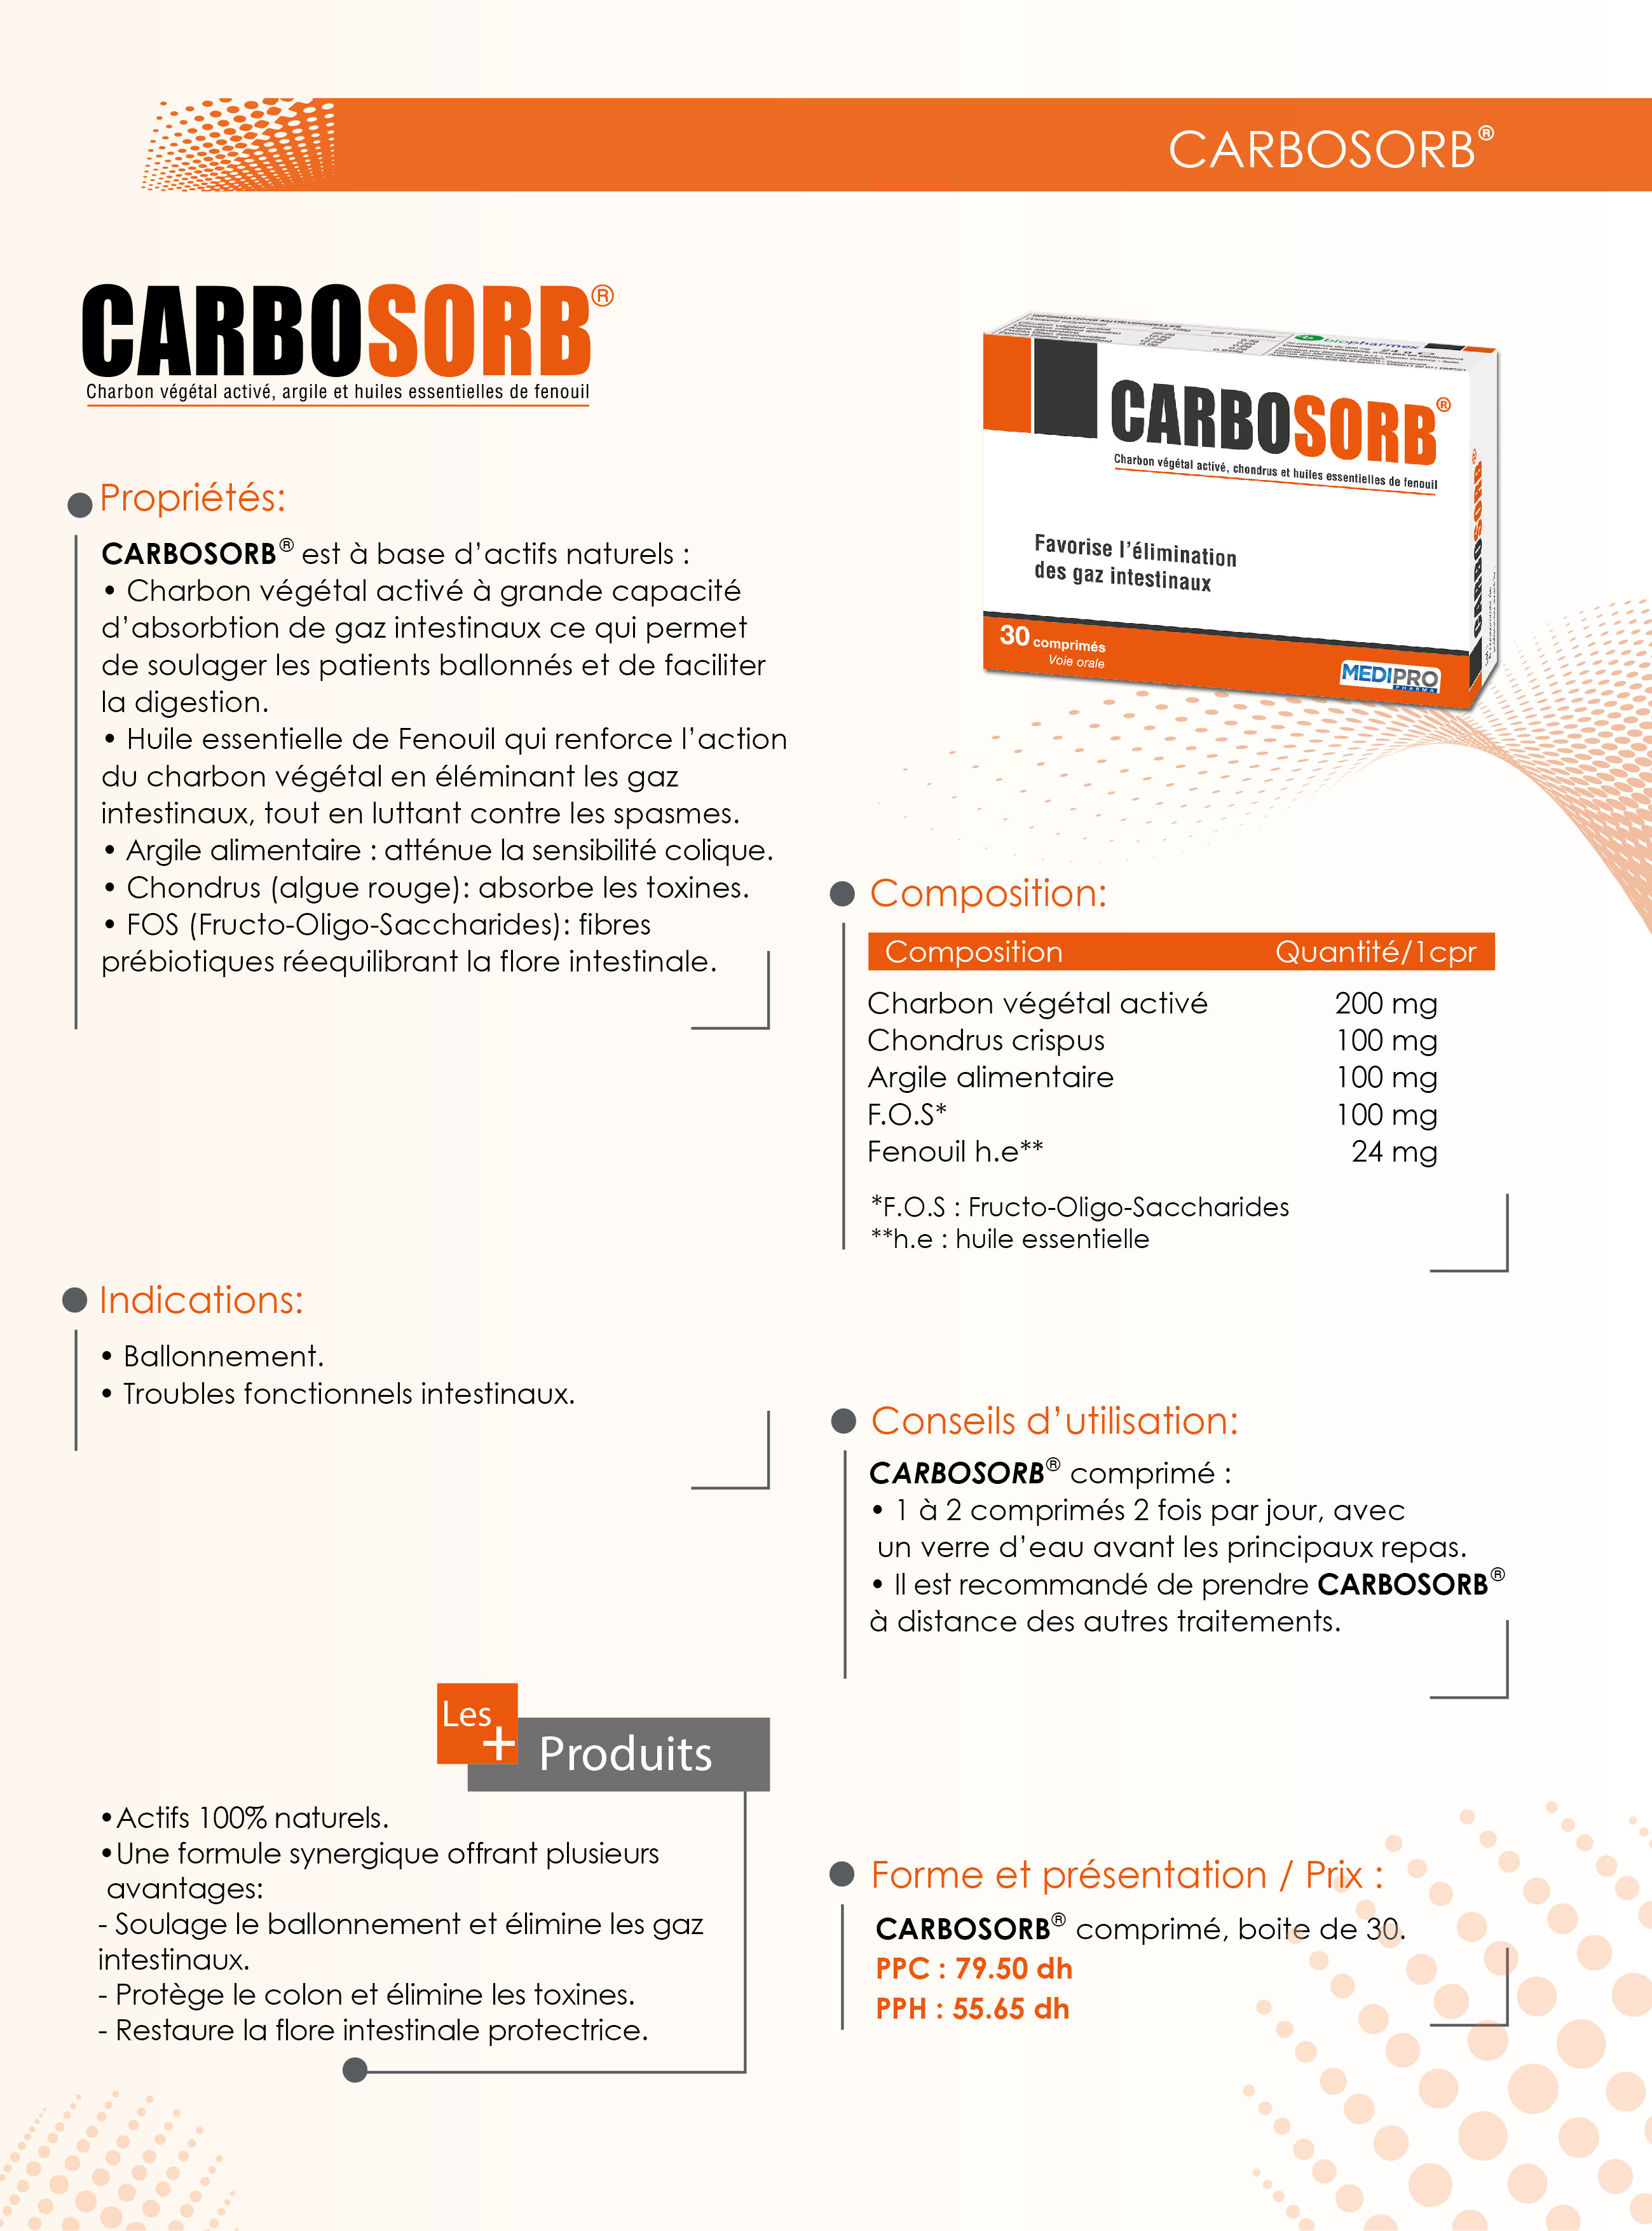 CARBOSORB®
CARBOSORB®
Charbon végétal activé, argile et huiles essentielles de fenouil
Propriétés:
CARBOSORB® est à base d’actifs naturels :
• Charbon végétal activé à grande capacité
d’absorbtion de gaz intestinaux ce qui permet
de soulager les patients ballonnés et de faciliter
la digestion.
• Huile essentielle de Fenouil qui renforce l’action
du charbon végétal en éléminant les gaz
intestinaux, tout en luttant contre les spasmes.
• Argile alimentaire : atténue la sensibilité colique.
• Chondrus (algue rouge): absorbe les toxines.
• FOS (Fructo-Oligo-Saccharides): fibres
prébiotiques réequilibrant la flore intestinale.
Indications:
• Ballonnement.
• Troubles fonctionnels intestinaux.
Les +
Produits
•Actifs 100% naturels.
•Une formule synergique offrant plusieurs
avantages:
- Soulage le ballonnement et élimine les gaz
intestinaux.
- Protège le colon et élimine les toxines.
- Restaure la flore intestinale protectrice.
INFORMATIONS NUTRITIONNELLES
biopharmex
CARBOSORB®
Charbon végétal activé, chondrus et huiles essentielles de fenouil
Favorise l’élimination
des gaz intestinaux
30 comprimés
Voie orale
MEDIPRO
PHARMA
CARBOSORB®
Composition:
Composition Quantité/1cpr
Charbon végétal activé 200 mg
Chondrus crispus 100 mg
Argile alimentaire 100 mg
F.O.S* 100 mg
Fenouil h.e** 24 mg
*F.O.S : Fructo-Oligo-Saccharides
**h.e : huile essentielle
Conseils d’utilisation:
CARBOSORB® comprimé :
• 1 à 2 comprimés 2 fois par jour, avec
un verre d’eau avant les principaux repas.
• Il est recommandé de prendre CARBOSORB®
à distance des autres traitements.
Forme et présentation / Prix :
CARBOSORB® comprimé, boite de 30.
PPC : 79.50 dh
PPH : 55.65 dh